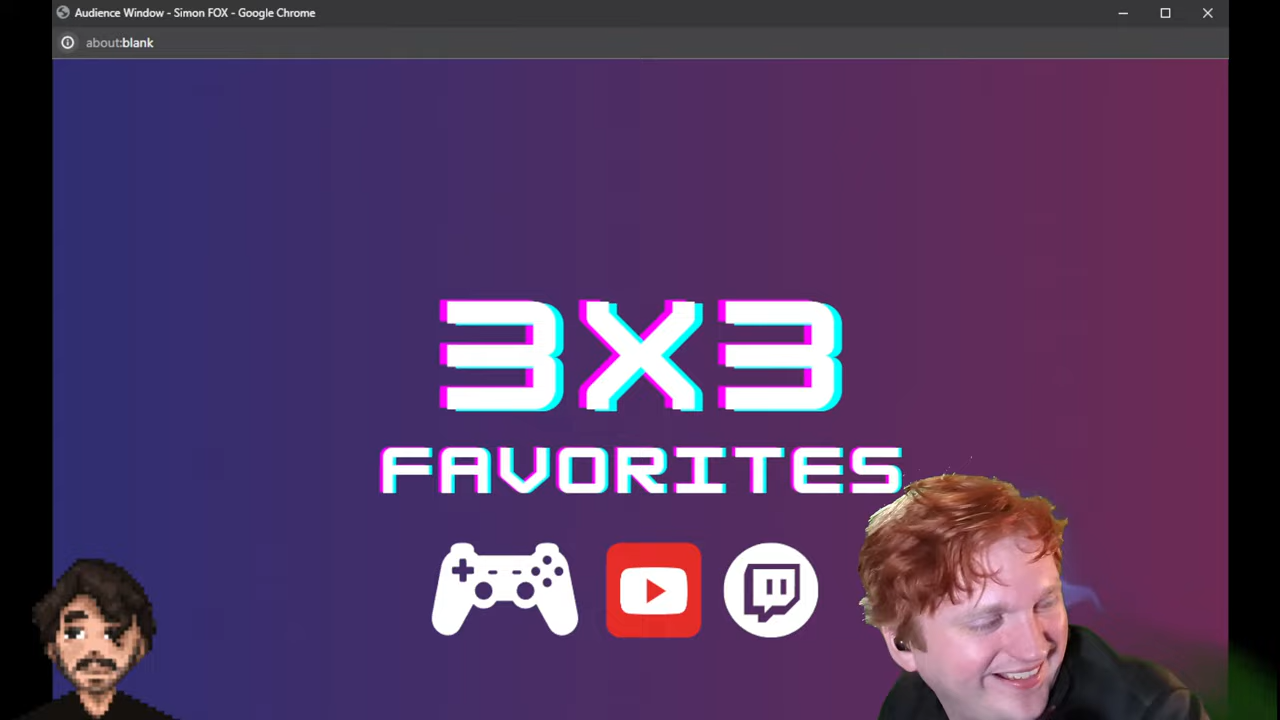 Audience Window - Simon FOX - Google Chrome
about:blank
3X3
FAVORITES